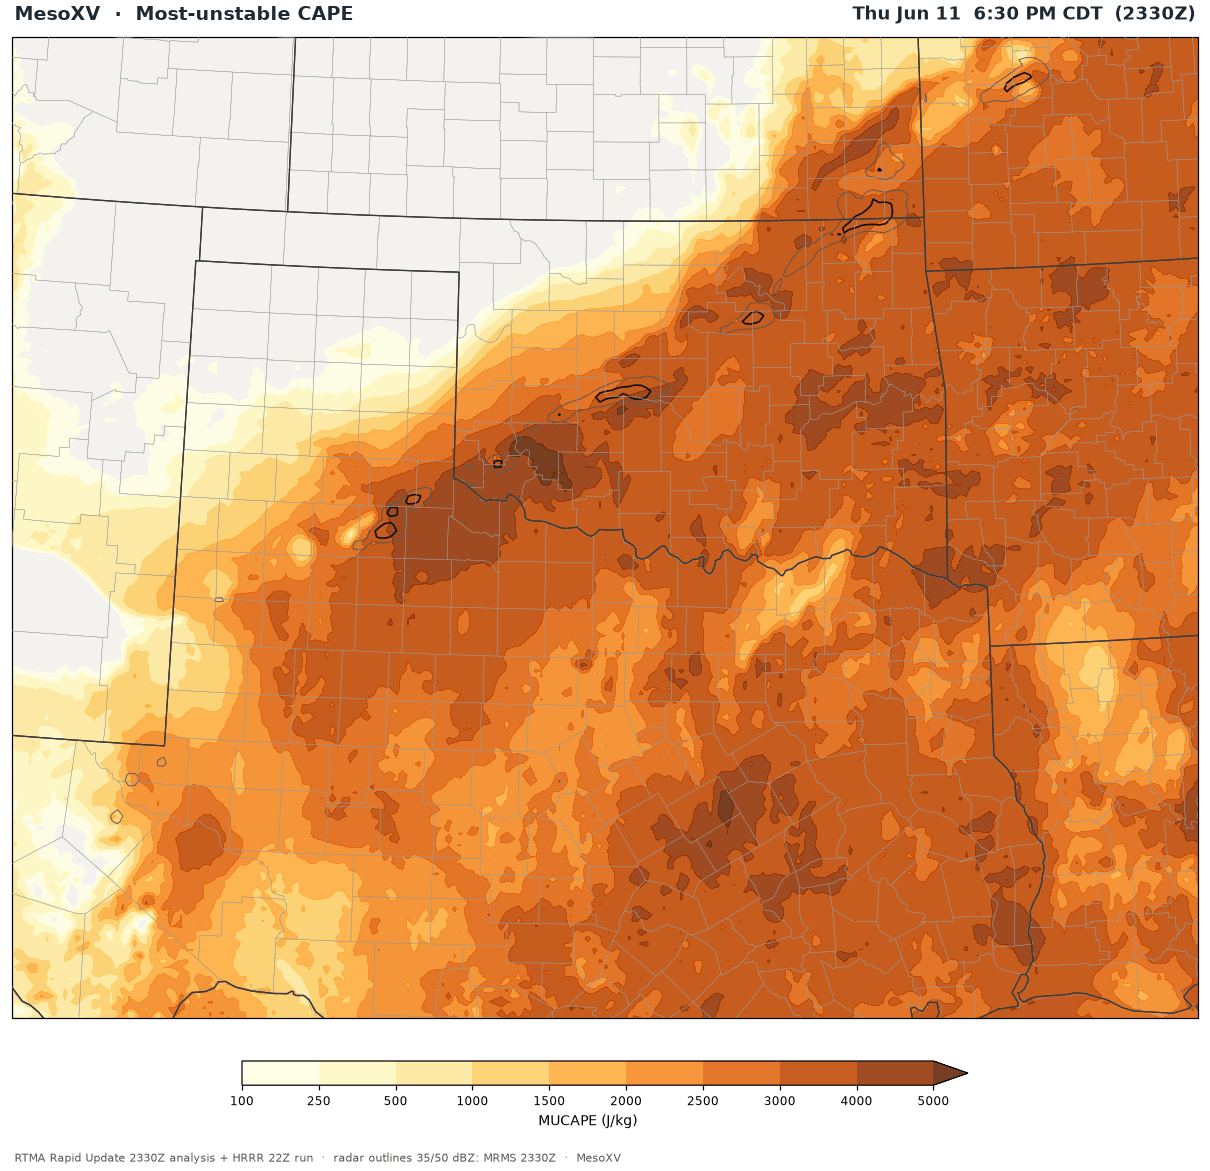 MesoXV · Most-unstable CAPE
Thu Jun 11 6:30 PM CDT (2330Z)
100 250 500 1000 1500 2000 2500 3000 4000 5000
MUCAPE (J/kg)
RTMA Rapid Update 2330Z analysis + HRRR 22Z run · radar outlines 35/50 dBZ: MRMS 2330Z · MesoXV